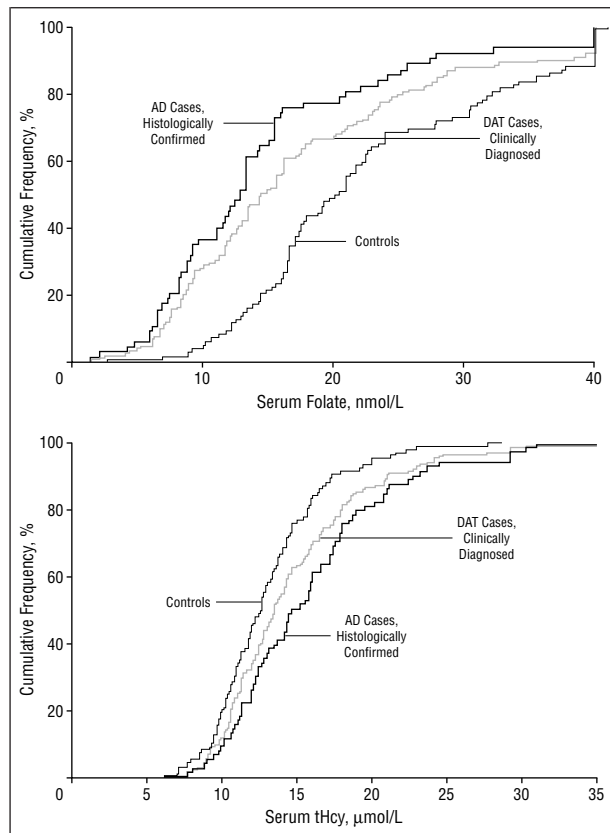 100
80
60
40
20
Cumulative Frequency, %
AD Cases,
Histologically
Confirmed
DAT Cases,
Clinically
Diagnosed
Controls
0
10
20
30
40
Serum Folate, nmol/L
100
80
60
40
20
Cumulative Frequency, %
DAT Cases,
Clinically
Diagnosed
Controls
AD Cases,
Histologically
Confirmed
0
5
10
15
20
25
30
35
Serum tHcy, μmol/L